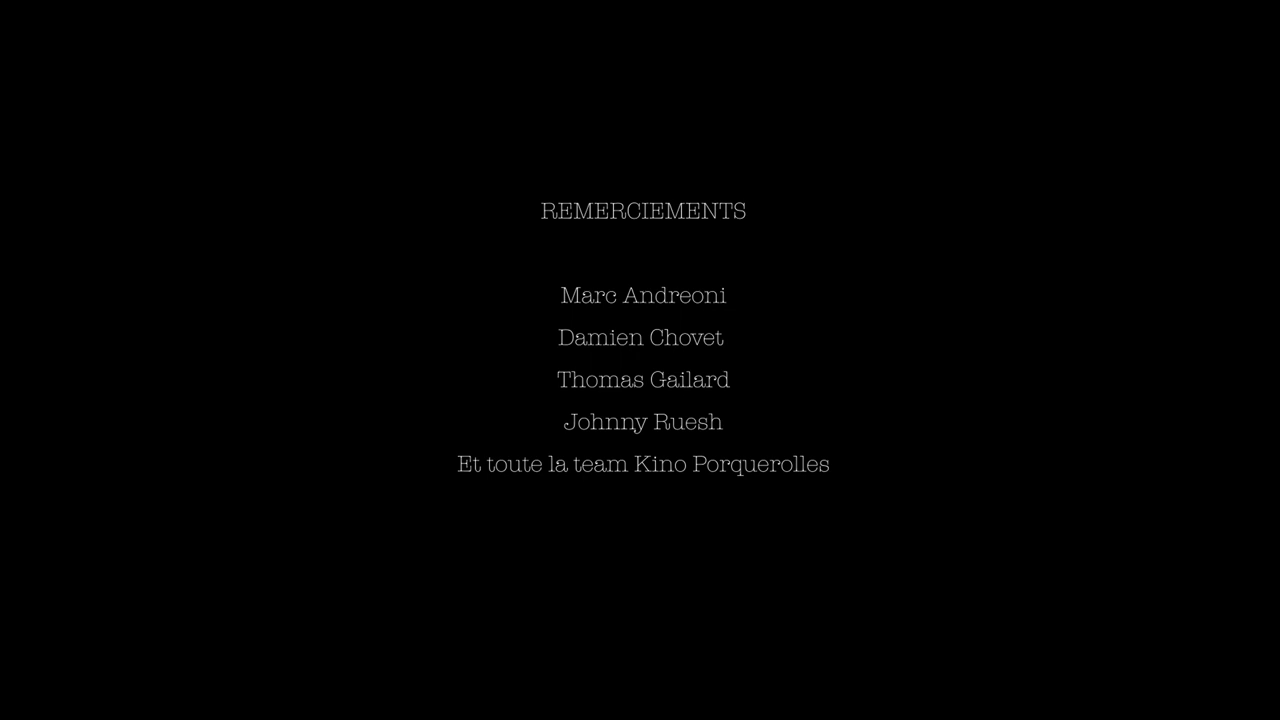 REMERCIEMENTS
Marc Andreoni
Damien Chovet
Thomas Gailard
Johnny Ruesh
Et toute la team Kino Porquerolles